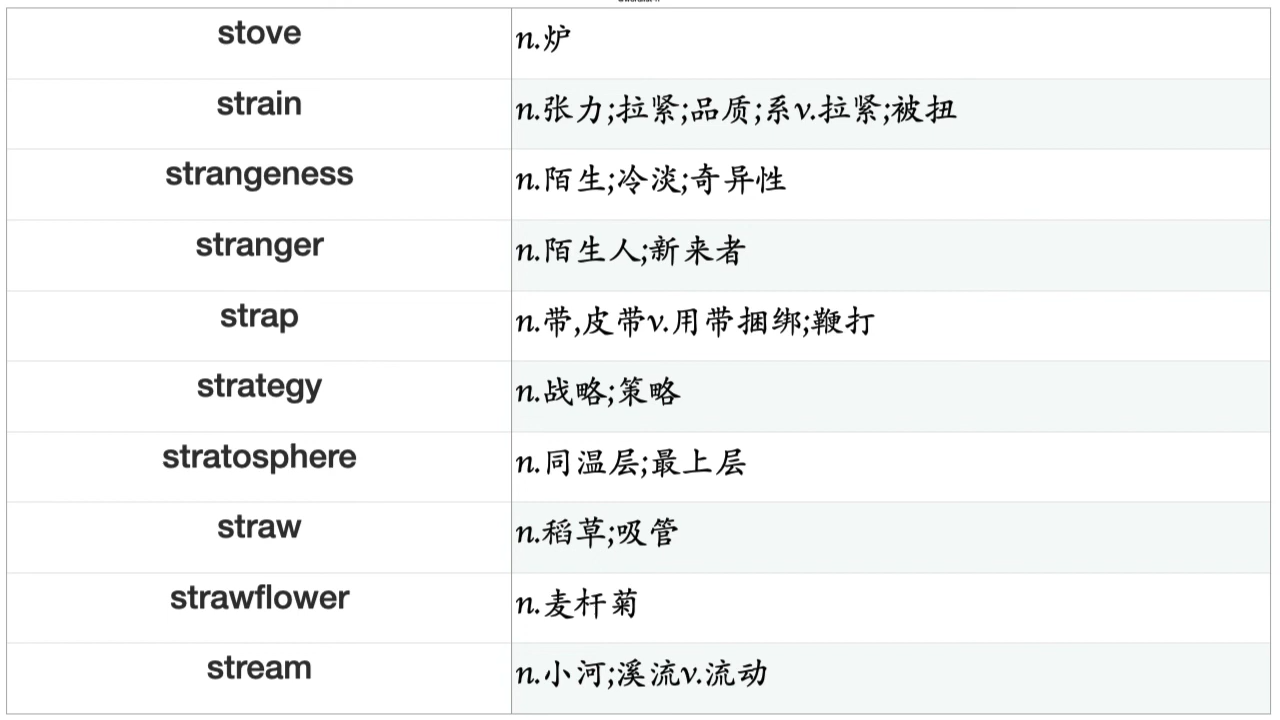 stove n.炉
strain n.张力;拉紧;品质;系v.拉紧;被扭
strangeness n.陌生;冷淡;奇异性
stranger n.陌生人;新来者
strap n.带,皮带v.用带捆绑;鞭打
strategy n.战略;策略
stratosphere n.同温层;最上层
straw n.稻草;吸管
strawflower n.麦杆菊
stream n.小河;溪流v.流动